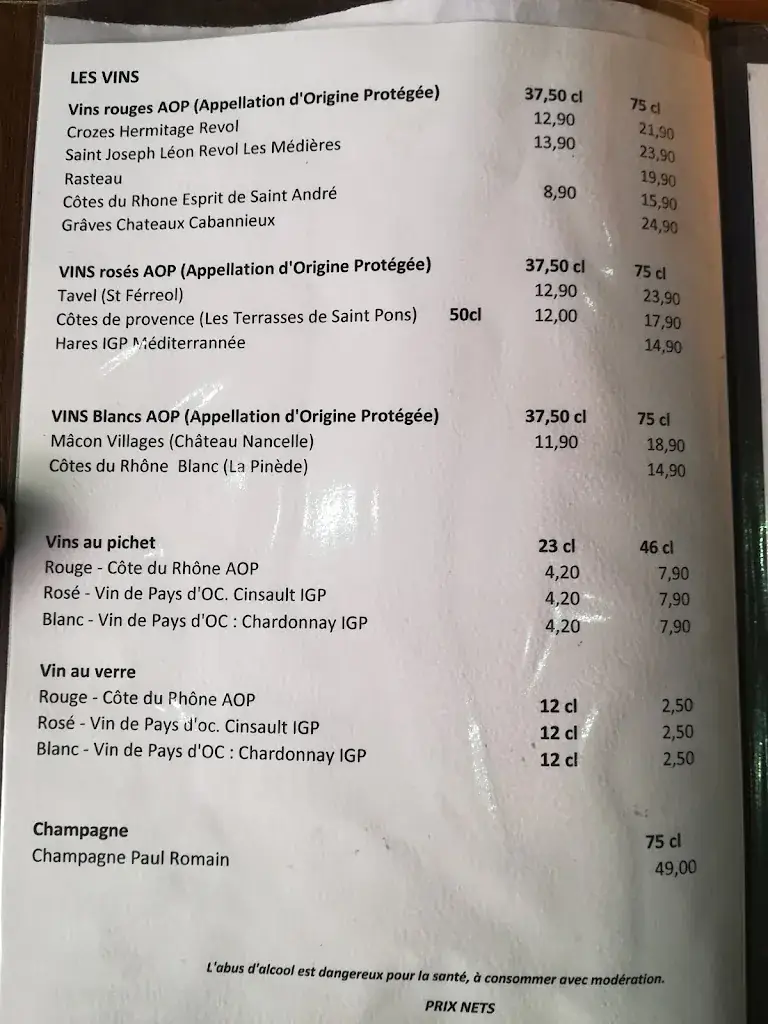 LES VINS
Vins rouges AOP (Appellation d'Origine Protégée) 37,50 cl 75 cl
Crozes Hermitage Revol 12,90 21,90
Saint Joseph Léon Revol Les Médières 13,90 23,90
Rasteau 19,90
Côtes du Rhone Esprit de Saint André 8,90 15,90
Grâves Chateaux Cabannieux 24,90
VINS rosés AOP (Appellation d'Origine Protégée) 37,50 cl 75 cl
Tavel (St Férreol) 12,90 23,90
Côtes de provence (Les Terrasses de Saint Pons) 50cl 12,00 17,90
Hares IGP Méditerrannée 14,90
VINS Blancs AOP (Appellation d'Origine Protégée) 37,50 cl 75 cl
Mâcon Villages (Château Nancelle) 11,90 18,90
Côtes du Rhône Blanc (La Pinède) 14,90
Vins au pichet 23 cl 46 cl
Rouge - Côte du Rhône AOP 4,20 7,90
Rosé - Vin de Pays d'OC. Cinsault IGP 4,20 7,90
Blanc - Vin de Pays d'OC : Chardonnay IGP 4,20 7,90
Vin au verre
Rouge - Côte du Rhône AOP 12 cl 2,50
Rosé - Vin de Pays d'oc. Cinsault IGP 12 cl 2,50
Blanc - Vin de Pays d'OC : Chardonnay IGP 12 cl 2,50
Champagne 75 cl
Champagne Paul Romain 49,00
L'abus d'alcool est dangereux pour la santé, à consommer avec modération.
PRIX NETS